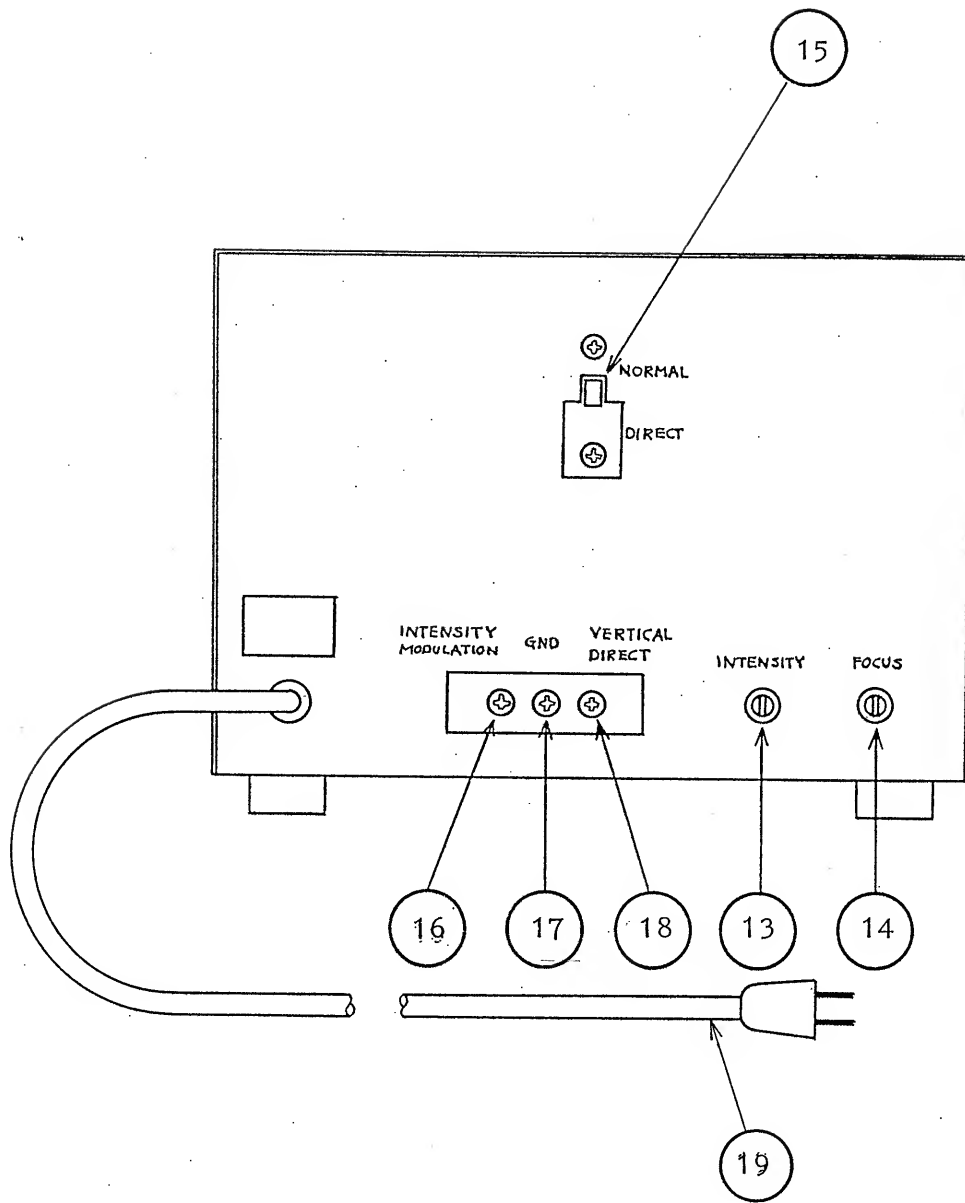 15
NORMAL
DIRECT
INTENSITY
MODULATION
GND
VERTICAL
DIRECT
INTENSITY
FOCUS
16
17
18
13
14
19